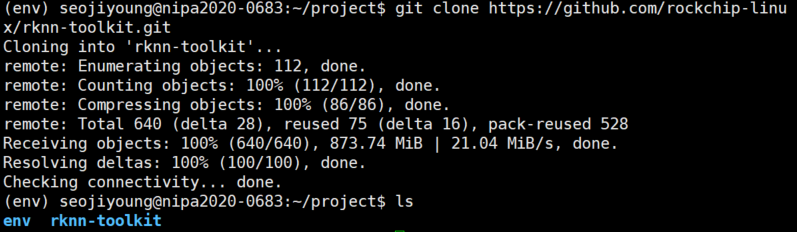 (env) seojiyoung@nipa2020-0683:~/project$ git clone https://github.com/rockchip-linu
x/rknn-toolkit.git
Cloning into 'rknn-toolkit'...
remote: Enumerating objects: 112, done.
remote: Counting objects: 100% (112/112), done.
remote: Compressing objects: 100% (86/86), done.
remote: Total 640 (delta 28), reused 75 (delta 16), pack-reused 528
Receiving objects: 100% (640/640), 873.74 MiB | 21.04 MiB/s, done.
Resolving deltas: 100% (100/100), done.
Checking connectivity... done.
(env) seojiyoung@nipa2020-0683:~/project$ ls
env  rknn-toolkit